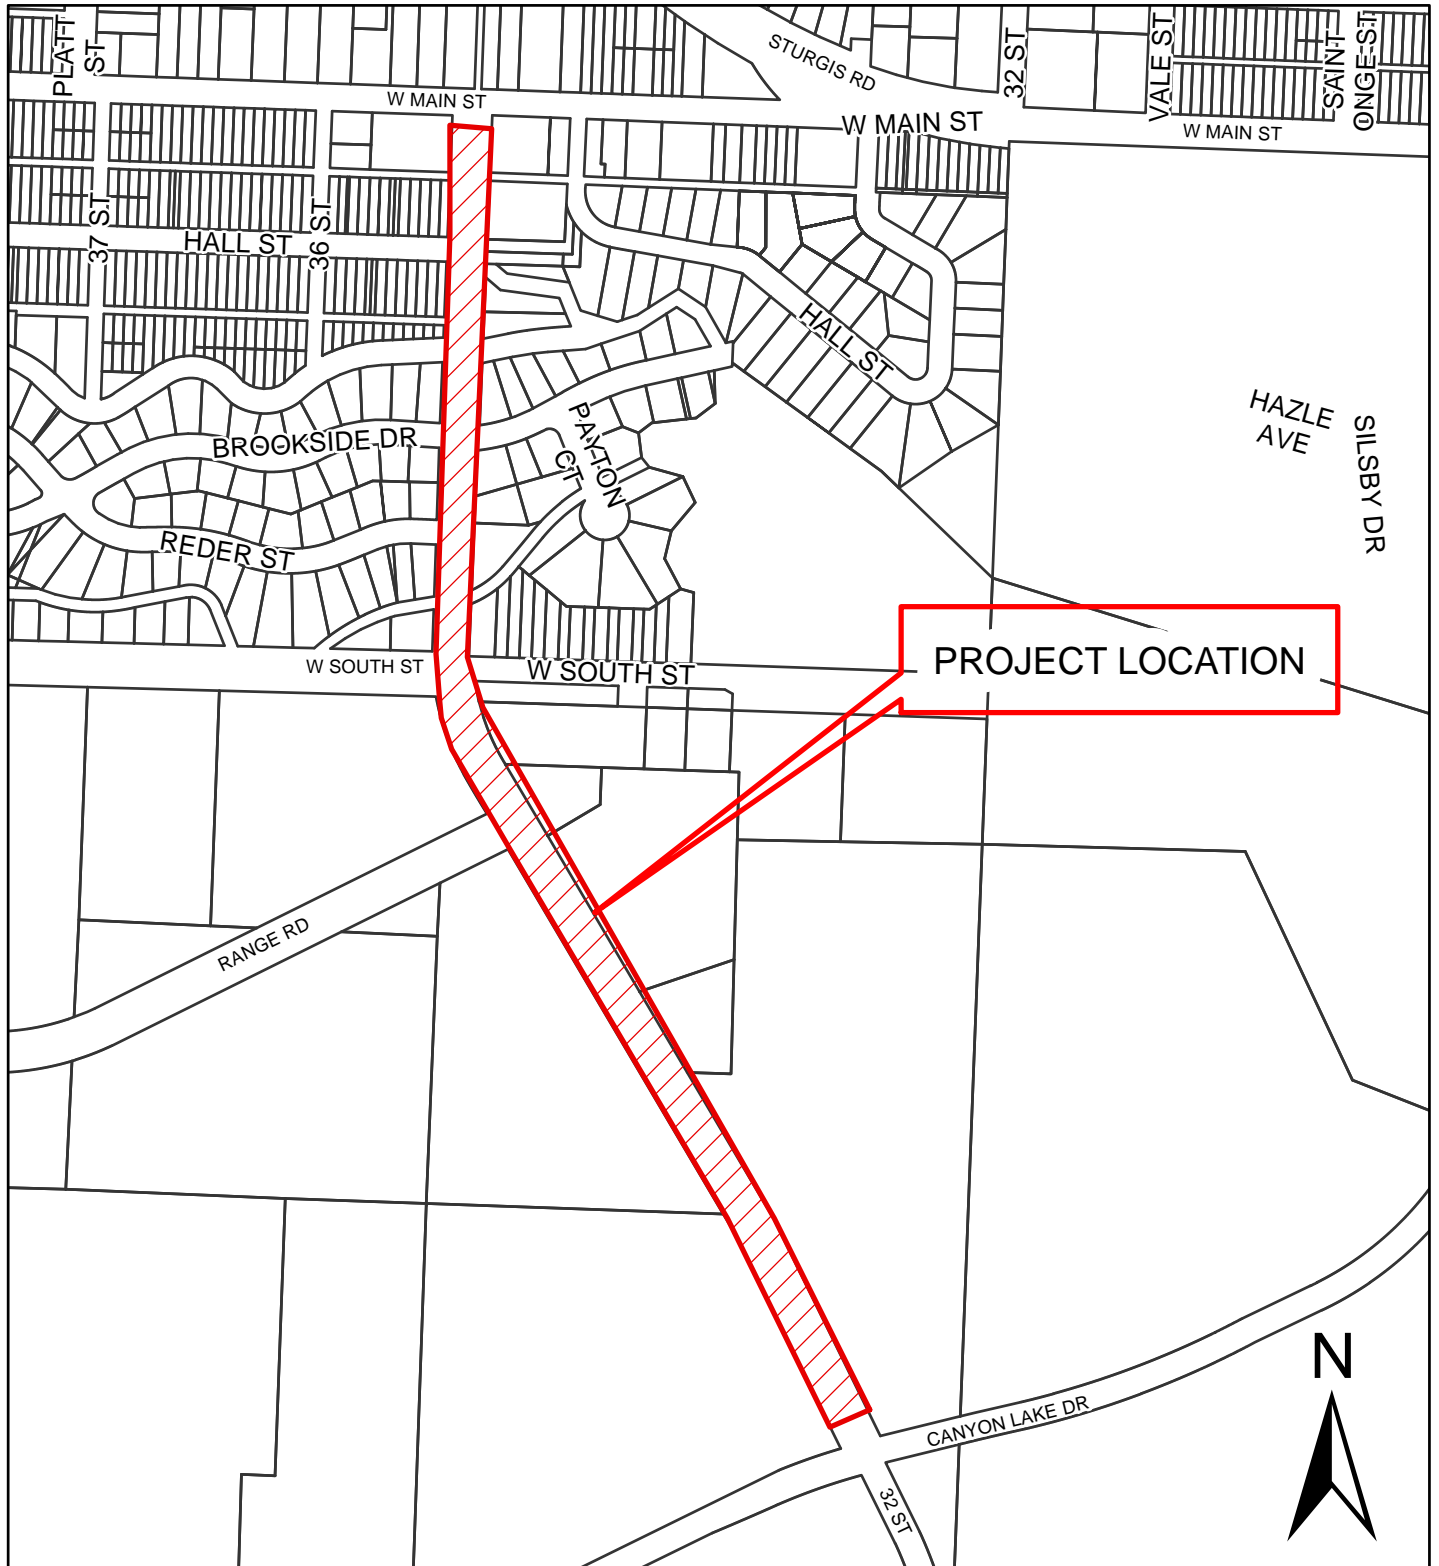 PLATT
ST
STURGIS RD
32 ST
VALE ST
SAINT
ONGE ST
W MAIN ST
W MAIN ST
W MAIN ST
37 ST
HALL ST
36 ST
HALL ST
HAZLE
AVE
SILSBY DR
BROOKSIDE DR
PAYTON
CT
REDER ST
W SOUTH ST
W SOUTH ST
PROJECT LOCATION
RANGE RD
N
CANYON LAKE DR
32 ST